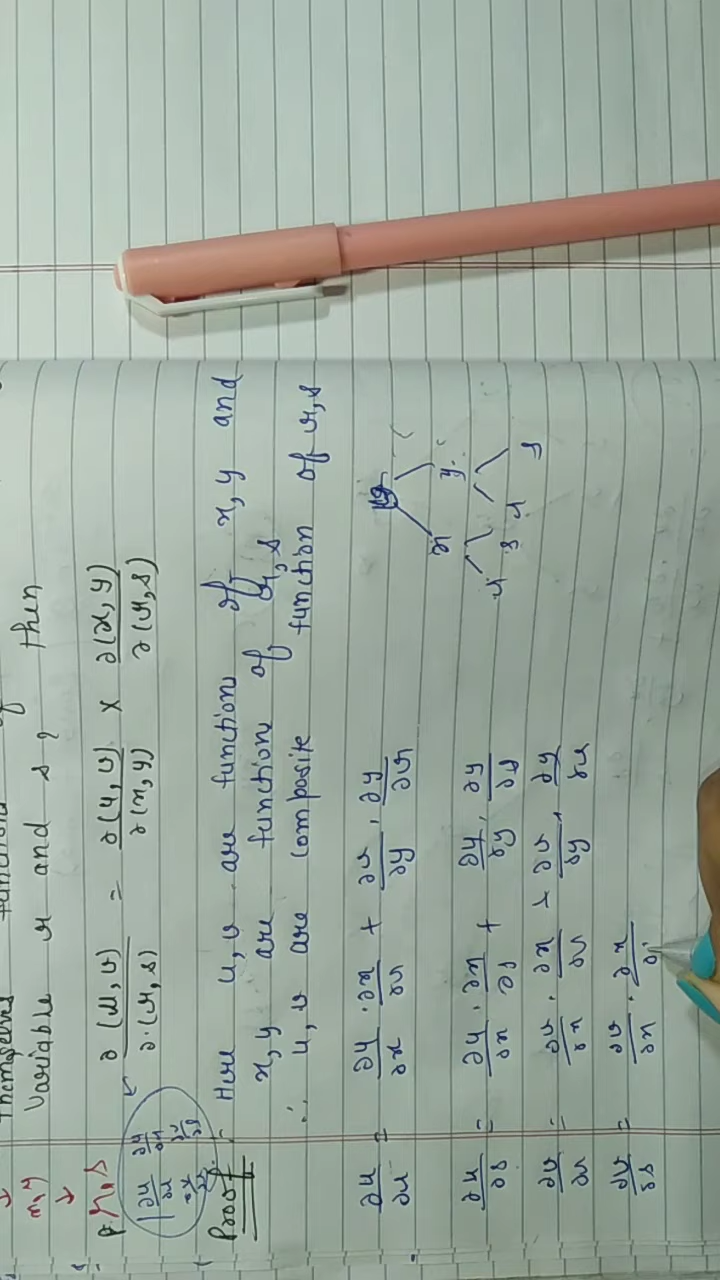 Variable r and s, then
∂(u,v)/∂(r,s) = ∂(u,v)/∂(x,y) × ∂(x,y)/∂(r,s)
Proof:- Here u,v are function of x,y and
x,y are function of r,s
∴ u,v are composite function of r,s
∂u/∂r = ∂u/∂x · ∂x/∂r + ∂v/∂y · ∂y/∂r
∂u/∂s = ∂u/∂x · ∂x/∂s + ∂u/∂y · ∂y/∂s
∂v/∂r = ∂v/∂x · ∂x/∂r + ∂v/∂y · ∂y/∂r
∂v/∂s = ∂v/∂x · ∂x/∂
x y
r s r s